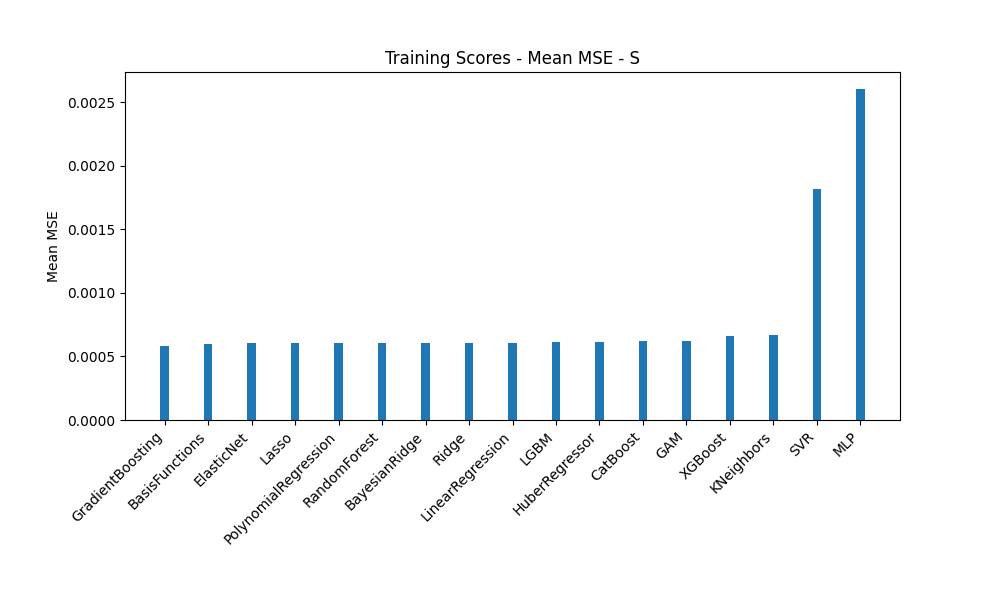 Training Scores - Mean MSE - S
Mean MSE
0.0025
0.0020
0.0015
0.0010
0.0005
0.0000
GradientBoosting
BasisFunctions
ElasticNet
Lasso
PolynomialRegression
RandomForest
BayesianRidge
Ridge
LinearRegression
LGBM
HuberRegressor
CatBoost
GAM
XGBoost
KNeighbors
SVR
MLP